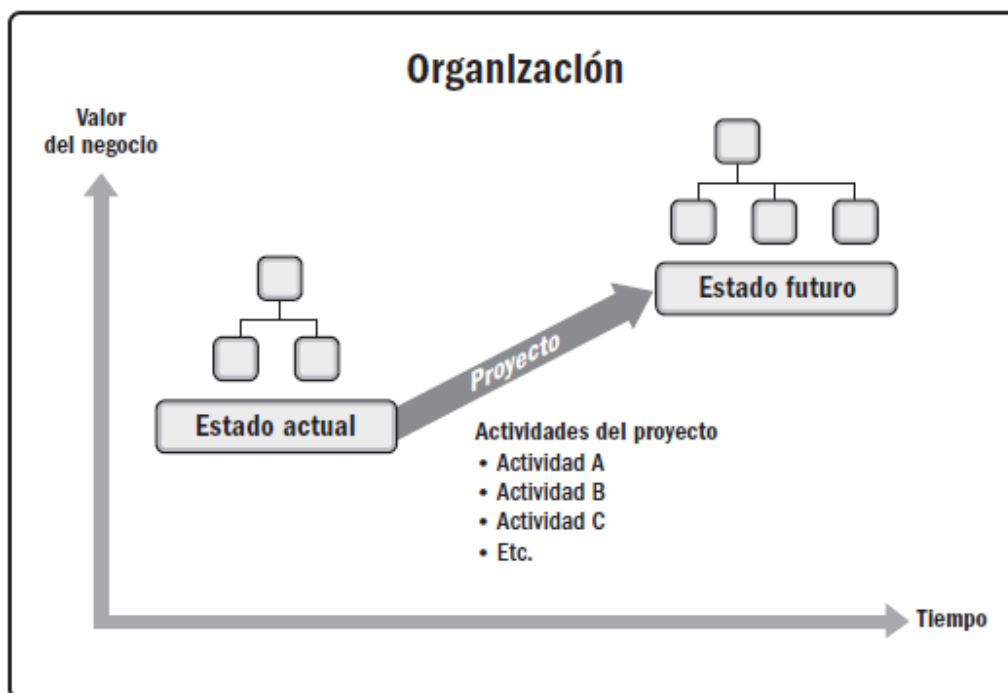 Organización
Valor
del negocio
Estado futuro
Proyecto
Estado actual
Actividades del proyecto
• Actividad A
• Actividad B
• Actividad C
• Etc.
Tiempo